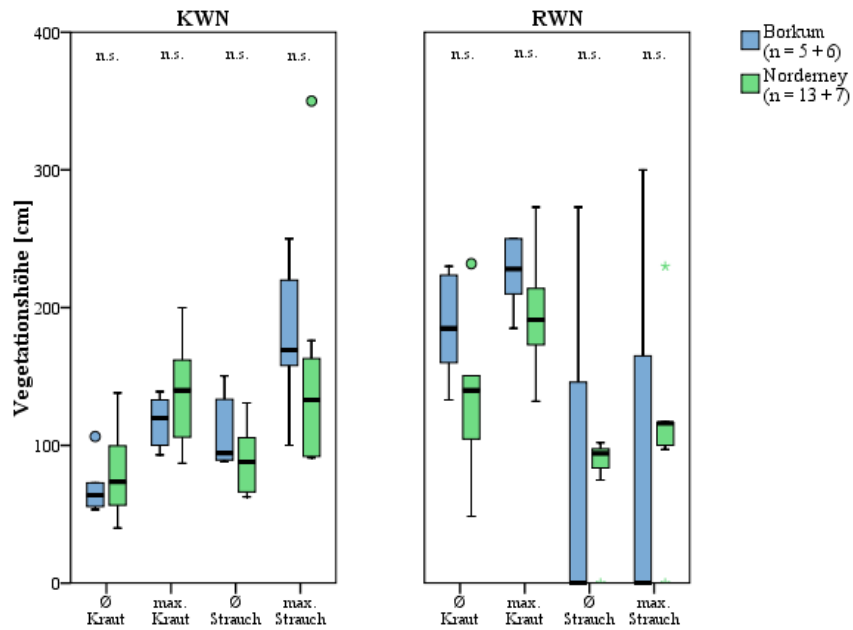 KWN
RWN
400
300
200
100
0
Vegetationshöhe [cm]
n.s.
n.s.
n.s.
n.s.
n.s.
n.s.
n.s.
n.s.
Borkum
(n = 5 + 6)
Norderney
(n = 13 + 7)
Ø
Kraut
max.
Kraut
Ø
Strauch
max.
Strauch
Ø
Kraut
max.
Kraut
Ø
Strauch
max.
Strauch